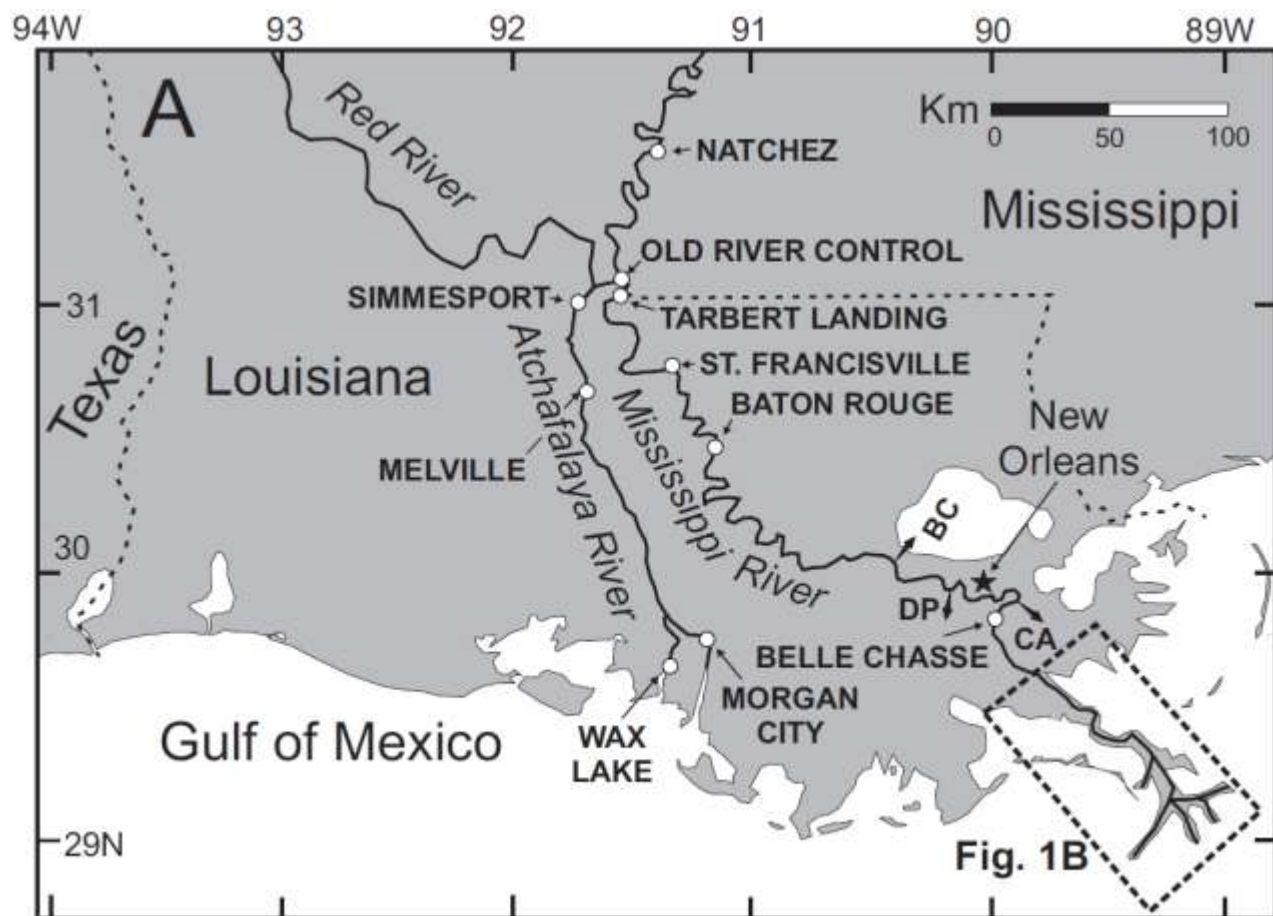 94W 93 92 91 90 89W
A
Red River
Km
0 50 100
NATCHEZ
Mississippi
OLD RIVER CONTROL
SIMMESPORT
31
TARBERT LANDING
Texas
Louisiana
Atchafalaya River
ST. FRANCISVILLE
BATON ROUGE
Mississippi River
New
Orleans
MELVILLE
BC
30
DP
CA
BELLE CHASSE
MORGAN
CITY
Gulf of Mexico
WAX
LAKE
29N
Fig. 1B